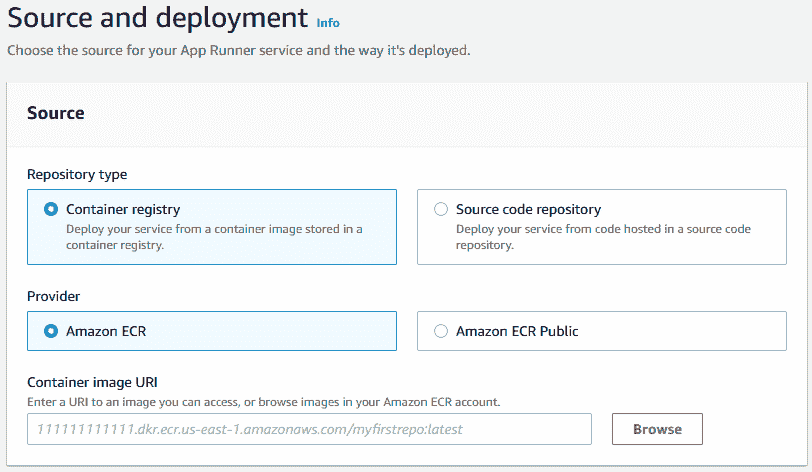 Source and deployment Info
Choose the source for your App Runner service and the way it's deployed.
Source
Repository type
Container registry
Deploy your service from a container image stored in a
container registry.
Source code repository
Deploy your service from code hosted in a source code
repository.
Provider
Amazon ECR
Amazon ECR Public
Container image URI
Enter a URI to an image you can access, or browse images in your Amazon ECR account.
111111111111.dkr.ecr.us-east-1.amazonaws.com/myfirstrepo:latest
Browse